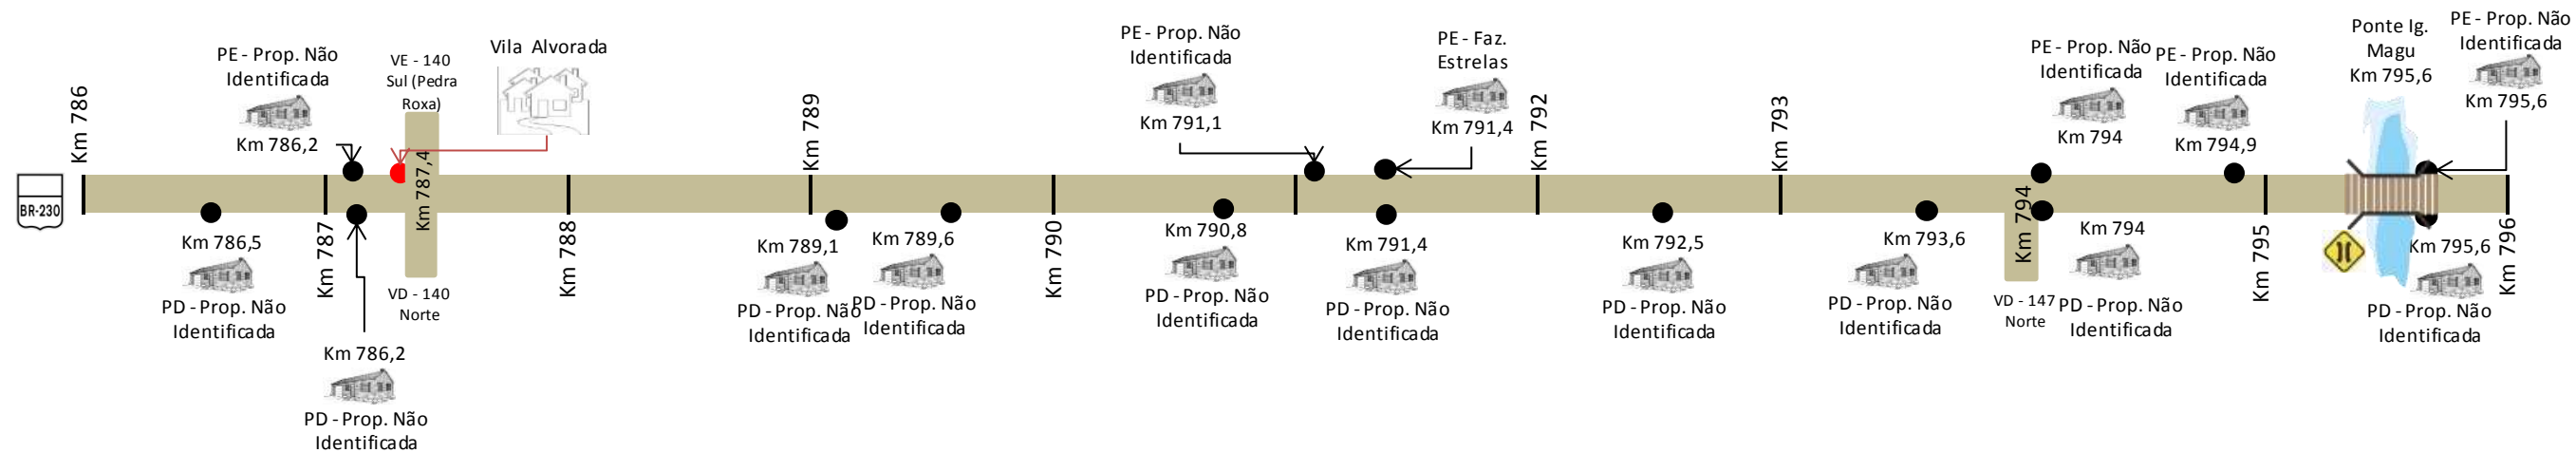 BR-230
Km 786
PE - Prop. Não
Identificada
Km 786,2
VE - 140
Sul (Pedra
Roxa)
Vila Alvorada
Km 787,4
Km 786,5
PD - Prop. Não
Identificada
Km 787
Km 786,2
PD - Prop. Não
Identificada
VD - 140
Norte
Km 788
Km 789
Km 789,1
PD - Prop. Não
Identificada
Km 789,6
PD - Prop. Não
Identificada
Km 790
PE - Prop. Não
Identificada
Km 791,1
PE - Faz.
Estrelas
Km 791,4
Km 790,8
PD - Prop. Não
Identificada
Km 791,4
PD - Prop. Não
Identificada
Km 792
Km 792,5
PD - Prop. Não
Identificada
Km 793
Km 793,6
PD - Prop. Não
Identificada
PE - Prop. Não
Identificada
Km 794
Km 794
VD - 147
Norte
Km 794
PD - Prop. Não
Identificada
PE - Prop. Não
Identificada
Km 794,9
Km 795
Ponte Ig.
Magu
Km 795,6
PE - Prop. Não
Identificada
Km 795,6
Km 795,6
PD - Prop. Não
Identificada
Km 796